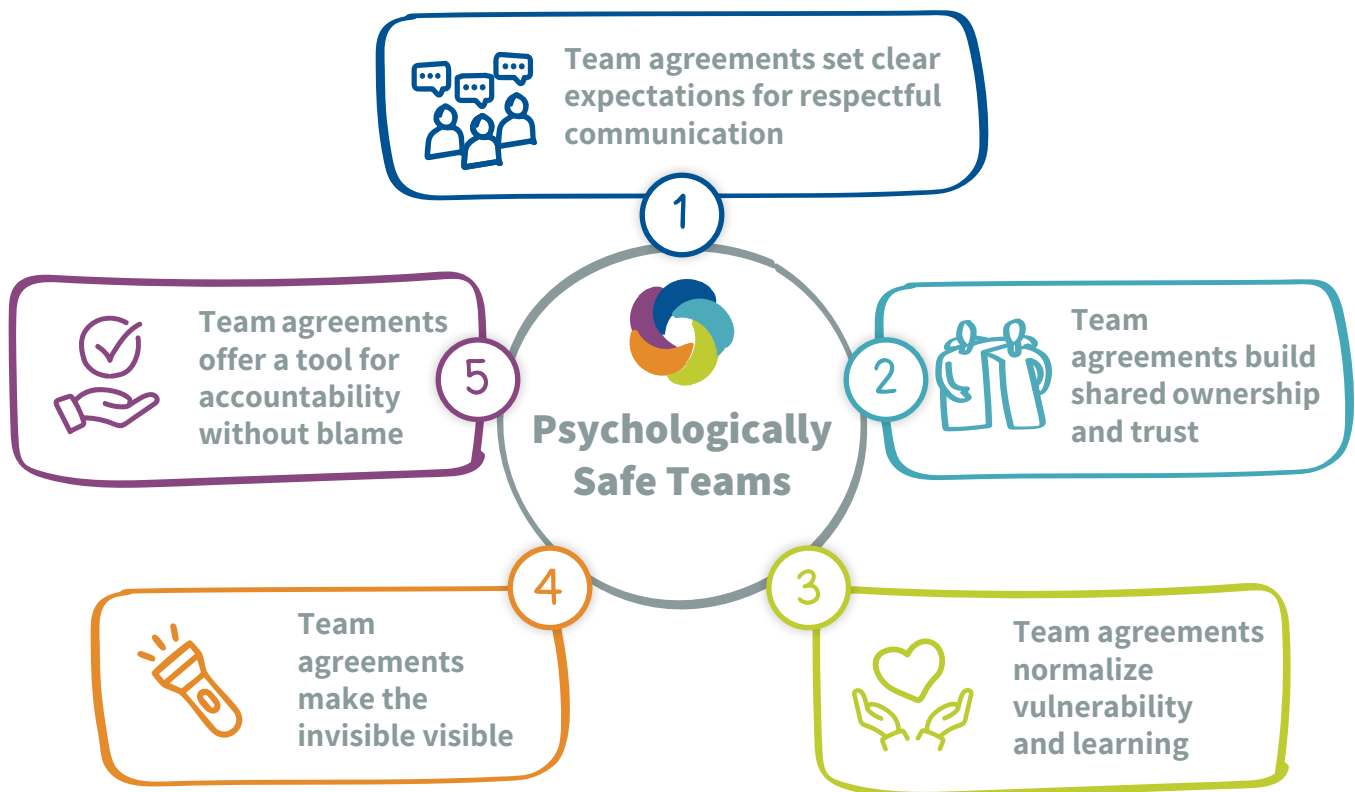 Team agreements set clear
expectations for respectful
communication
1
Psychologically
Safe Teams
2
Team
agreements build
shared ownership
and trust
3
Team agreements
normalize
vulnerability
and learning
4
Team
agreements
make the
invisible visible
5
Team agreements
offer a tool for
accountability
without blame